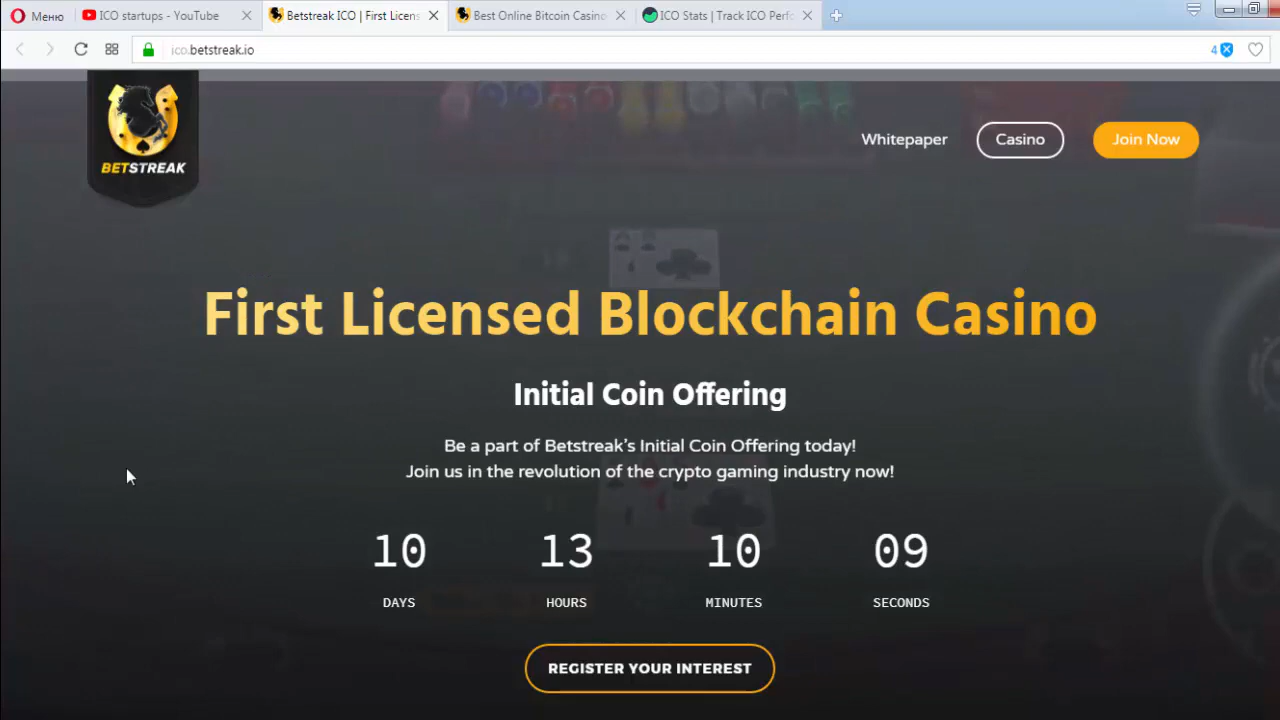 Меню
ICO startups - YouTube
Betstreak ICO | First Licens
Best Online Bitcoin Casino
ICO Stats | Track ICO Perfo
ico.betstreak.io
4
BETSTREAK
Whitepaper
Casino
Join Now
First Licensed Blockchain Casino
Initial Coin Offering
Be a part of Betstreak's Initial Coin Offering today!
Join us in the revolution of the crypto gaming industry now!
10 13 10 09
DAYS HOURS MINUTES SECONDS
REGISTER YOUR INTEREST